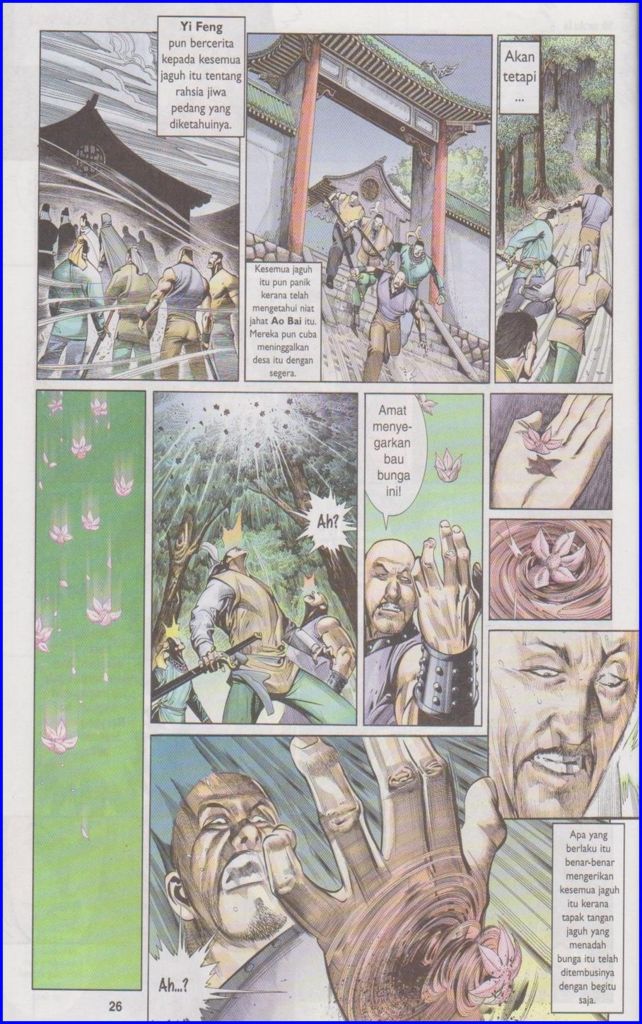 Yi Feng
pun bercerita
kepada kesemua
jaguh itu tentang
rahsia jiwa
pedang yang
diketahuinya.
Kesemua jaguh
itu pun panik
kerana telah
mengetahui niat
jahat Ao Bai itu.
Mereka pun cuba
meninggalkan
desa itu dengan
segera.
Akan
tetapi
...
Ah?
Amat
menye-
garkan
bau
bunga
ini!
Ah...?
Apa yang
berlaku itu
benar-benar
mengerikan
kesemua jaguh
itu kerana
tapak tangan
jaguh yang
menadah
bunga itu telah
ditembusinya
dengan begitu
saja.
26